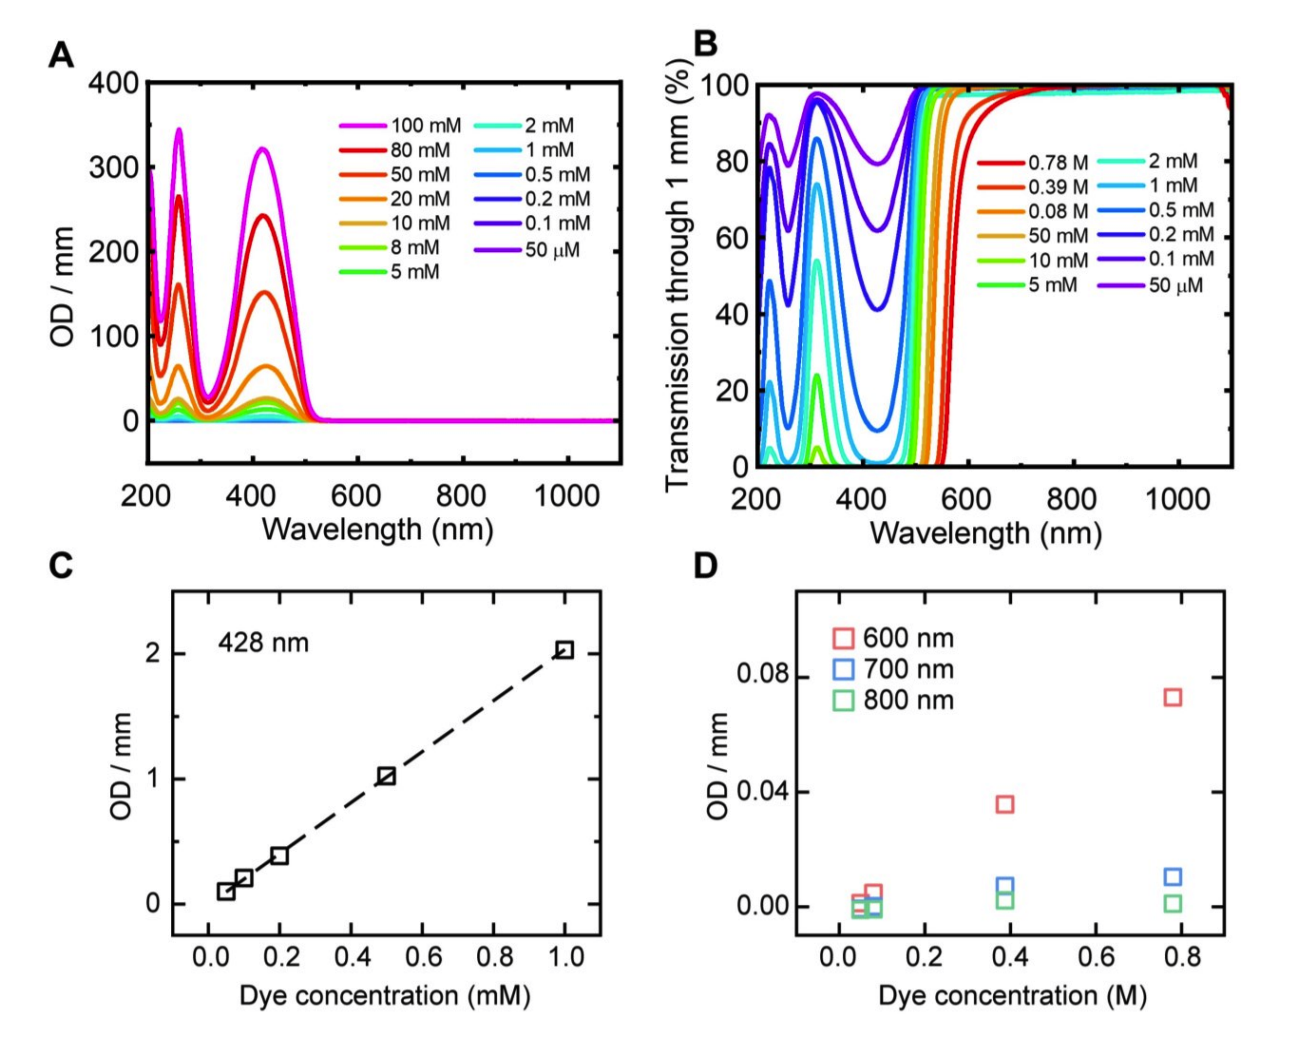 A
OD / mm
400
300
200
100
0
100 mM
80 mM
50 mM
20 mM
10 mM
8 mM
5 mM
2 mM
1 mM
0.5 mM
0.2 mM
0.1 mM
50 μM
200 400 600 800 1000
Wavelength (nm)
B
Transmission through 1 mm (%)
100
80
60
40
20
0
0.78 M
0.39 M
0.08 M
50 mM
10 mM
5 mM
2 mM
1 mM
0.5 mM
0.2 mM
0.1 mM
50 μM
200 400 600 800 1000
Wavelength (nm)
C
428 nm
OD / mm
2
1
0
0.0 0.2 0.4 0.6 0.8 1.0
Dye concentration (mM)
D
600 nm
700 nm
800 nm
OD / mm
0.08
0.04
0.00
0.0 0.2 0.4 0.6 0.8
Dye concentration (M)